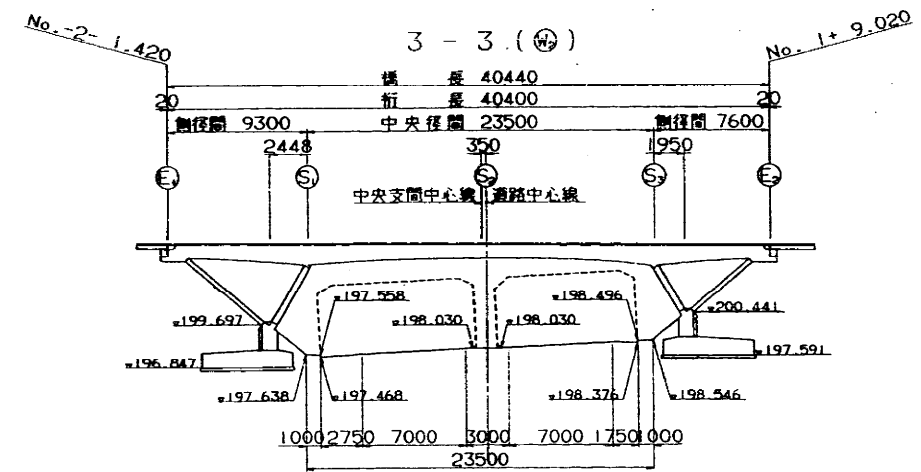 No. -2- 1.420
3 - 3 (W2)
No. 1+ 9.020
橋 長 40440
20 桁 長 40400 20
側径間 9300 中央径間 23500 側径間 7600
2448 350 1950
E1 S1 S2 S3 E2
中央支間中心線 道路中心線
197.558 198.496
199.697 198.030 198.030 200.441
196.847 197.591
197.638 197.468 198.376 198.546
1000 2750 7000 3000 7000 1750 1000
23500